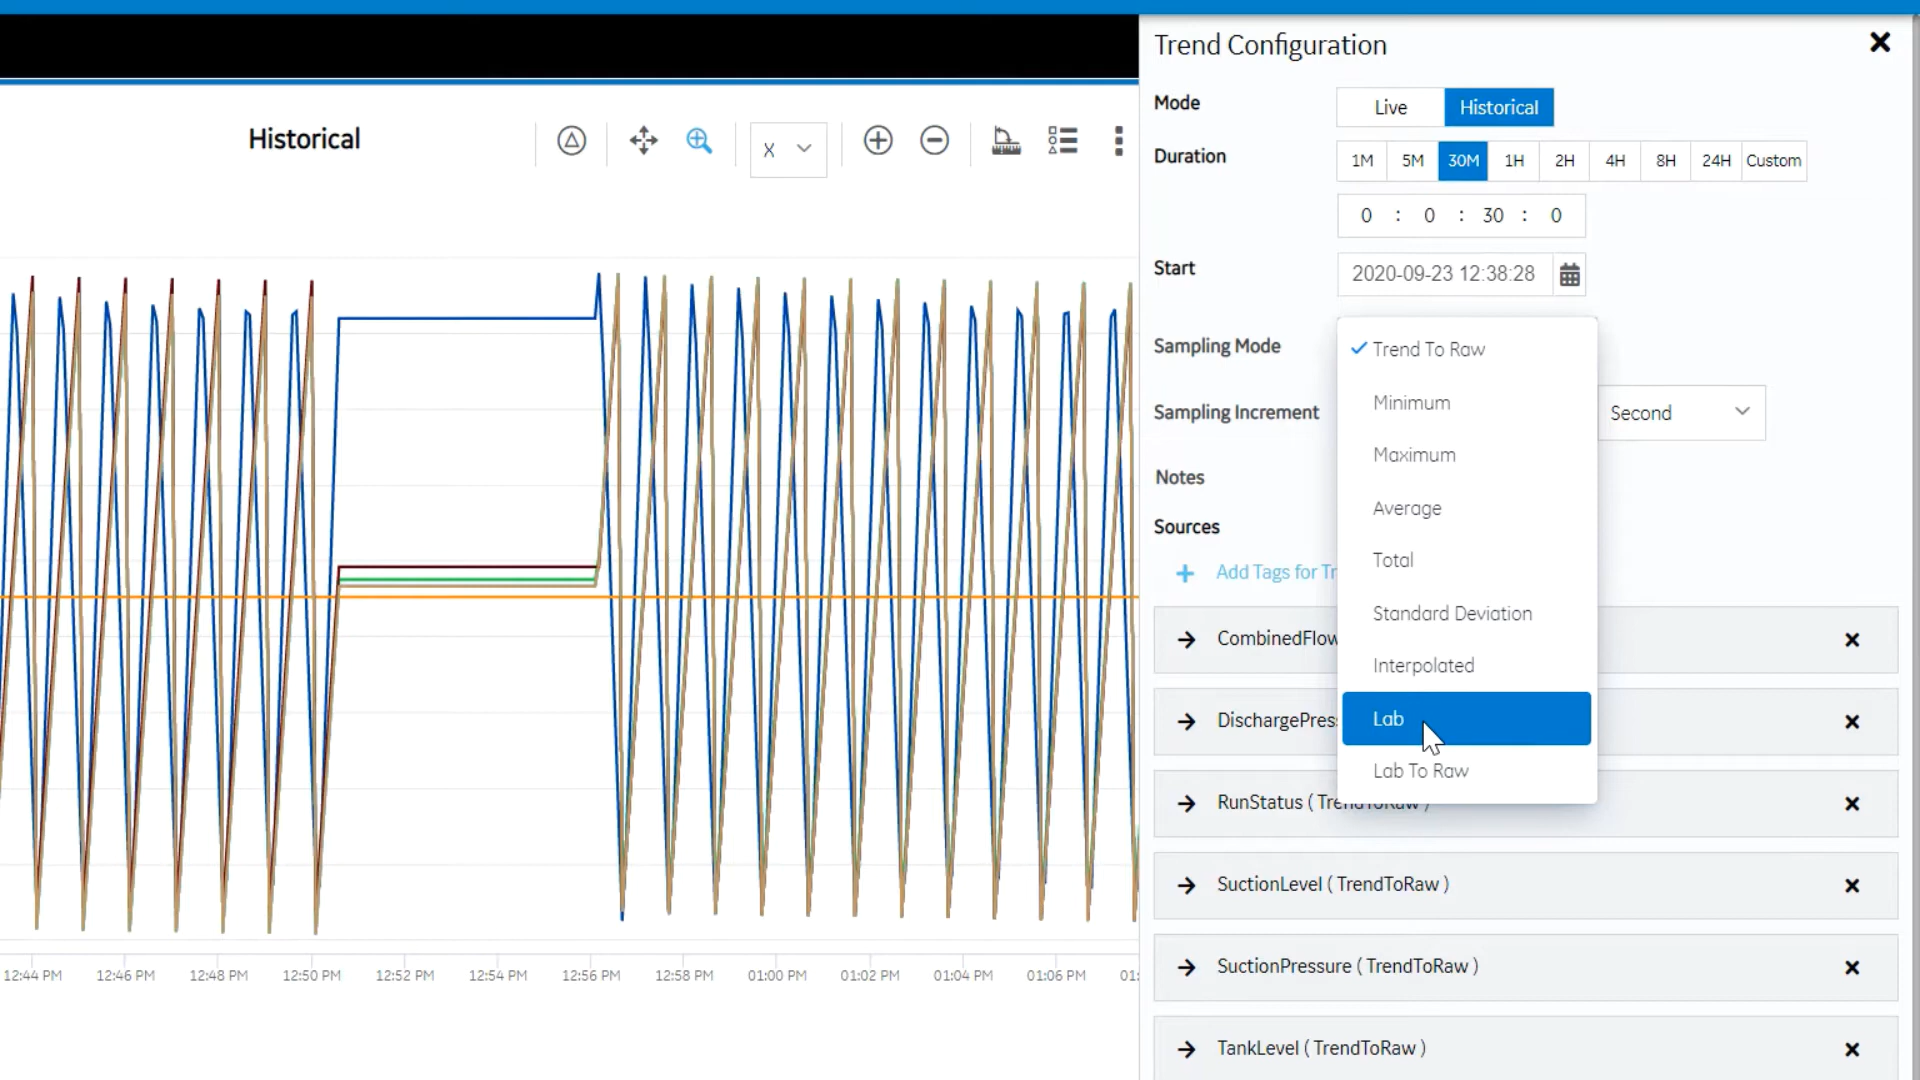 Trend Configuration
Historical
Mode
Live
Historical
Duration
1M 5M 30M 1H 2H 4H 8H 24H Custom
0 : 0 : 30 : 0
Start
2020-09-23 12:38:28
X
Sampling Mode
Trend To Raw
Minimum
Maximum
Average
Total
Standard Deviation
Interpolated
Lab
Lab To Raw
Sampling Increment
Second
Notes
Sources
Add Tags for Tr
CombinedFlow
DischargePress
RunStatus ( TrendToRaw )
SuctionLevel ( TrendToRaw )
SuctionPressure ( TrendToRaw )
TankLevel ( TrendToRaw )
12:44 PM 12:46 PM 12:48 PM 12:50 PM 12:52 PM 12:54 PM 12:56 PM 12:58 PM 01:00 PM 01:02 PM 01:04 PM 01:06 PM 01: